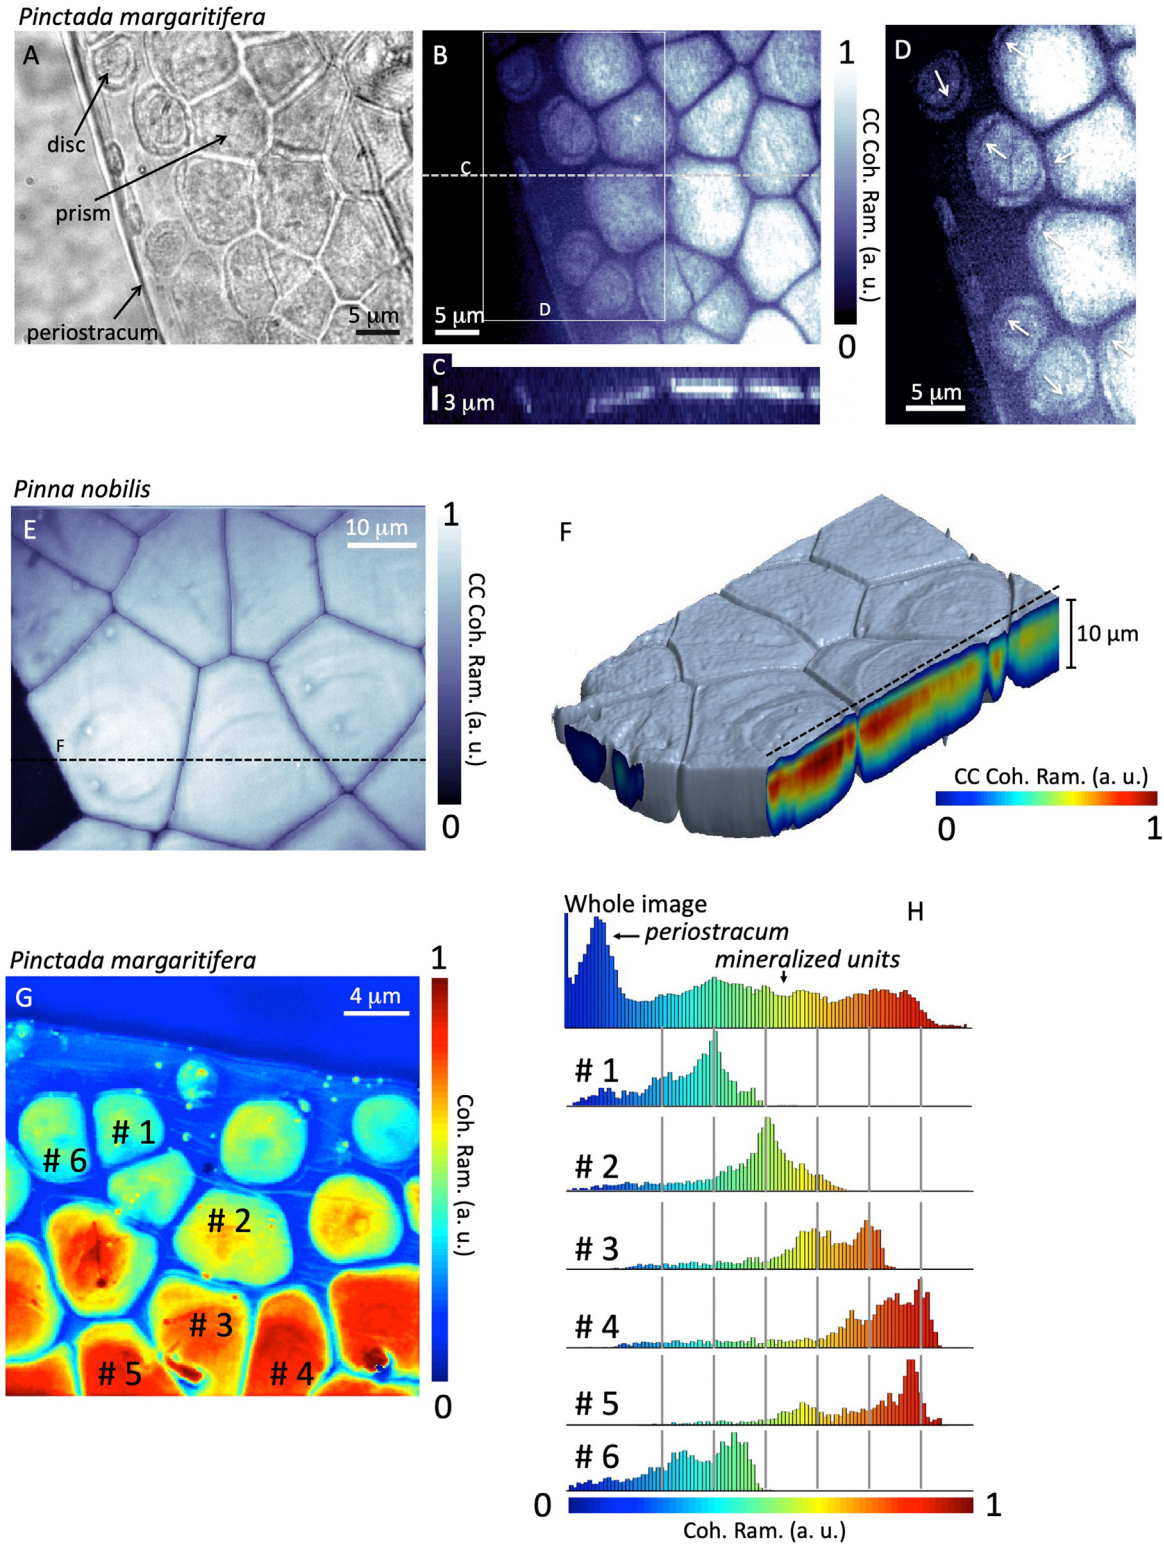 Pinctada margaritifera
A
disc
prism
periostracum
5 µm
B
C
D
5 µm
1
CC Coh. Ram. (a. u.)
0
C
3 µm
D
5 µm
Pinna nobilis
E
10 µm
F
1
CC Coh. Ram. (a. u.)
0
F
10 µm
CC Coh. Ram. (a. u.)
0
1
Pinctada margaritifera
G
4 µm
# 1
# 6
# 2
# 3
# 5
# 4
1
Coh. Ram. (a. u.)
0
Whole image
H
periostracum
mineralized units
# 1
# 2
# 3
# 4
# 5
# 6
0
1
Coh. Ram. (a. u.)